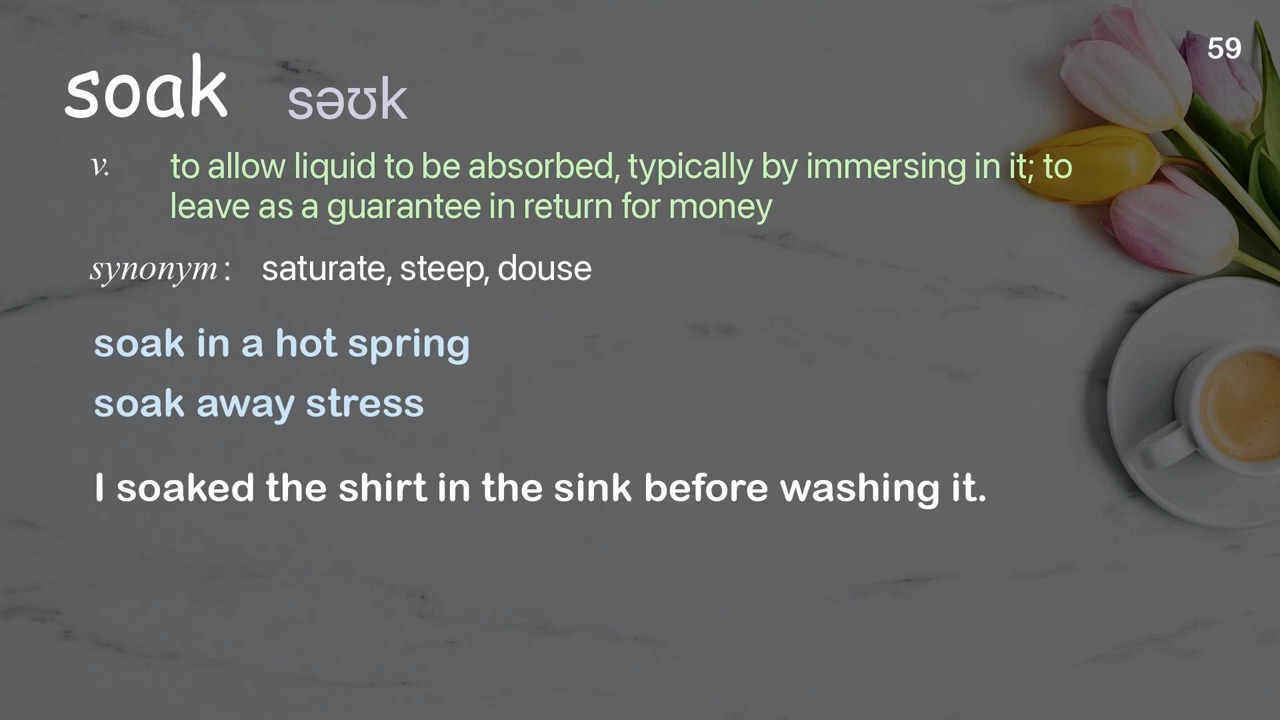 59
soak səʊk
v. to allow liquid to be absorbed, typically by immersing in it; to
leave as a guarantee in return for money
synonym: saturate, steep, douse
soak in a hot spring
soak away stress
I soaked the shirt in the sink before washing it.